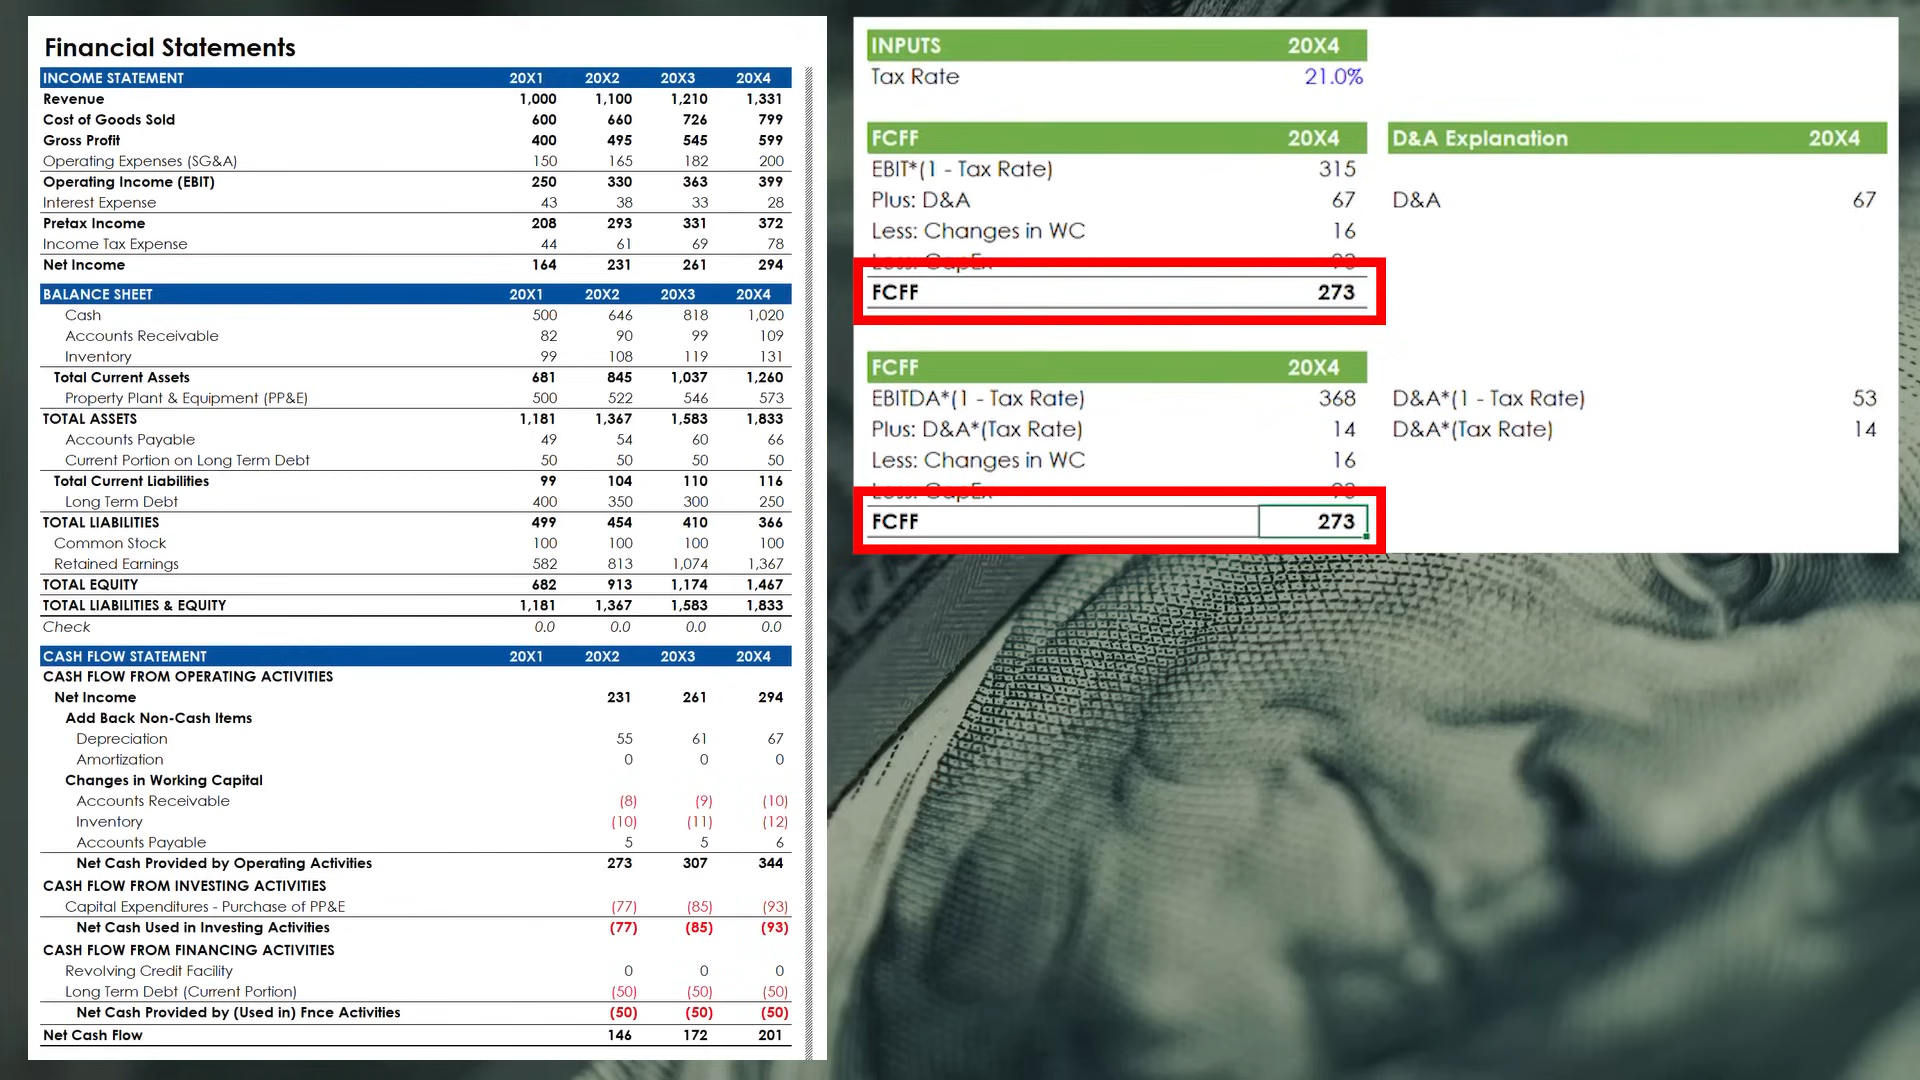 Financial Statements
INCOME STATEMENT 20X1 20X2 20X3 20X4
Revenue 1,000 1,100 1,210 1,331
Cost of Goods Sold 600 660 726 799
Gross Profit 400 495 545 599
Operating Expenses (SG&A) 150 165 182 200
Operating Income (EBIT) 250 330 363 399
Interest Expense 43 38 33 28
Pretax Income 208 293 331 372
Income Tax Expense 44 61 69 78
Net Income 164 231 261 294
BALANCE SHEET 20X1 20X2 20X3 20X4
Cash 500 646 818 1,020
Accounts Receivable 82 90 99 109
Inventory 99 108 119 131
Total Current Assets 681 845 1,037 1,260
Property Plant & Equipment (PP&E) 500 522 546 573
TOTAL ASSETS 1,181 1,367 1,583 1,833
Accounts Payable 49 54 60 66
Current Portion on Long Term Debt 50 50 50 50
Total Current Liabilities 99 104 110 116
Long Term Debt 400 350 300 250
TOTAL LIABILITIES 499 454 410 366
Common Stock 100 100 100 100
Retained Earnings 582 813 1,074 1,367
TOTAL EQUITY 682 913 1,174 1,467
TOTAL LIABILITIES & EQUITY 1,181 1,367 1,583 1,833
Check 0.0 0.0 0.0 0.0
CASH FLOW STATEMENT 20X1 20X2 20X3 20X4
CASH FLOW FROM OPERATING ACTIVITIES
Net Income 231 261 294
Add Back Non-Cash Items
Depreciation 55 61 67
Amortization 0 0 0
Changes in Working Capital
Accounts Receivable (8) (9) (10)
Inventory (10) (11) (12)
Accounts Payable 5 5 6
Net Cash Provided by Operating Activities 273 307 344
CASH FLOW FROM INVESTING ACTIVITIES
Capital Expenditures - Purchase of PP&E (77) (85) (93)
Net Cash Used in Investing Activities (77) (85) (93)
CASH FLOW FROM FINANCING ACTIVITIES
Revolving Credit Facility 0 0 0
Long Term Debt (Current Portion) (50) (50) (50)
Net Cash Provided by (Used in) Fnce Activities (50) (50) (50)
Net Cash Flow 146 172 201
INPUTS 20X4
Tax Rate 21.0%
FCFF 20X4
EBIT*(1 - Tax Rate) 315
Plus: D&A 67
Less: Changes in WC 16
Less: CapEx 93
FCFF 273
D&A Explanation 20X4
D&A 67
FCFF 20X4
EBITDA*(1 - Tax Rate) 368
Plus: D&A*(Tax Rate) 14
Less: Changes in WC 16
Less: CapEx 93
FCFF 273
D&A*(1 - Tax Rate) 53
D&A*(Tax Rate) 14